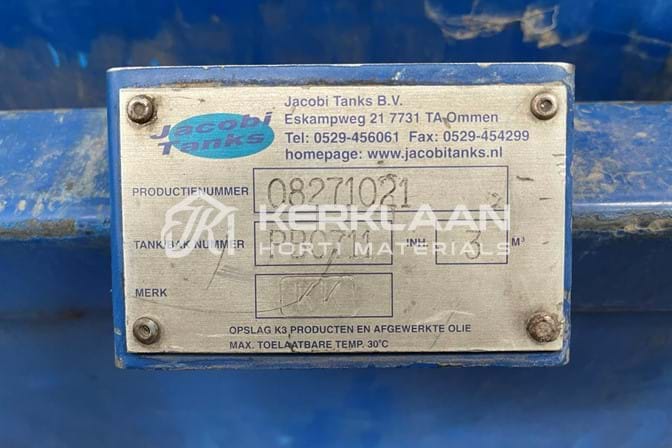 Jacobi Tanks
Jacobi Tanks B.V.
Eskampweg 21 7731 TA Ommen
Tel: 0529-456061 Fax: 0529-454299
homepage: www.jacobitanks.nl
PRODUCTIENUMMER 08271021
KERKLAAN
HORTI MATERIALS
TANK/BAK NUMMER INH 3 M³
MERK
OPSLAG K3 PRODUCTEN EN AFGEWERKTE OLIE
MAX. TOELAATBARE TEMP. 30°C